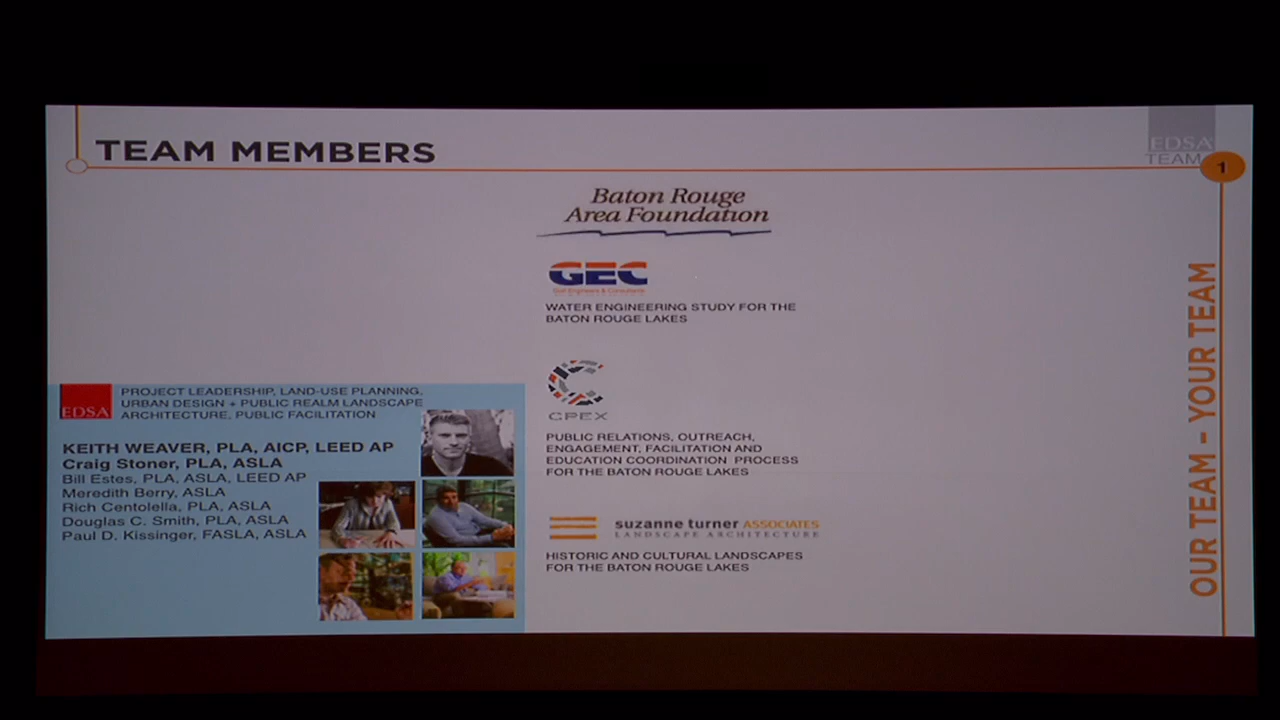 TEAM MEMBERS
EDSA
TEAM
1
Baton Rouge
Area Foundation
GEC
Gulf Engineers & Consultants
WATER ENGINEERING STUDY FOR THE
BATON ROUGE LAKES
CPEX
PUBLIC RELATIONS, OUTREACH,
ENGAGEMENT, FACILITATION AND
EDUCATION COORDINATION PROCESS
FOR THE BATON ROUGE LAKES
suzanne turner ASSOCIATES
LANDSCAPE ARCHITECTURE
HISTORIC AND CULTURAL LANDSCAPES
FOR THE BATON ROUGE LAKES
EDSA
PROJECT LEADERSHIP, LAND-USE PLANNING,
URBAN DESIGN + PUBLIC REALM LANDSCAPE
ARCHITECTURE, PUBLIC FACILITATION
KEITH WEAVER, PLA, AICP, LEED AP
Craig Stoner, PLA, ASLA
Bill Estes, PLA, ASLA, LEED AP
Meredith Berry, ASLA
Rich Centolella, PLA, ASLA
Douglas C. Smith, PLA, ASLA
Paul D. Kissinger, FASLA, ASLA
OUR TEAM – YOUR TEAM